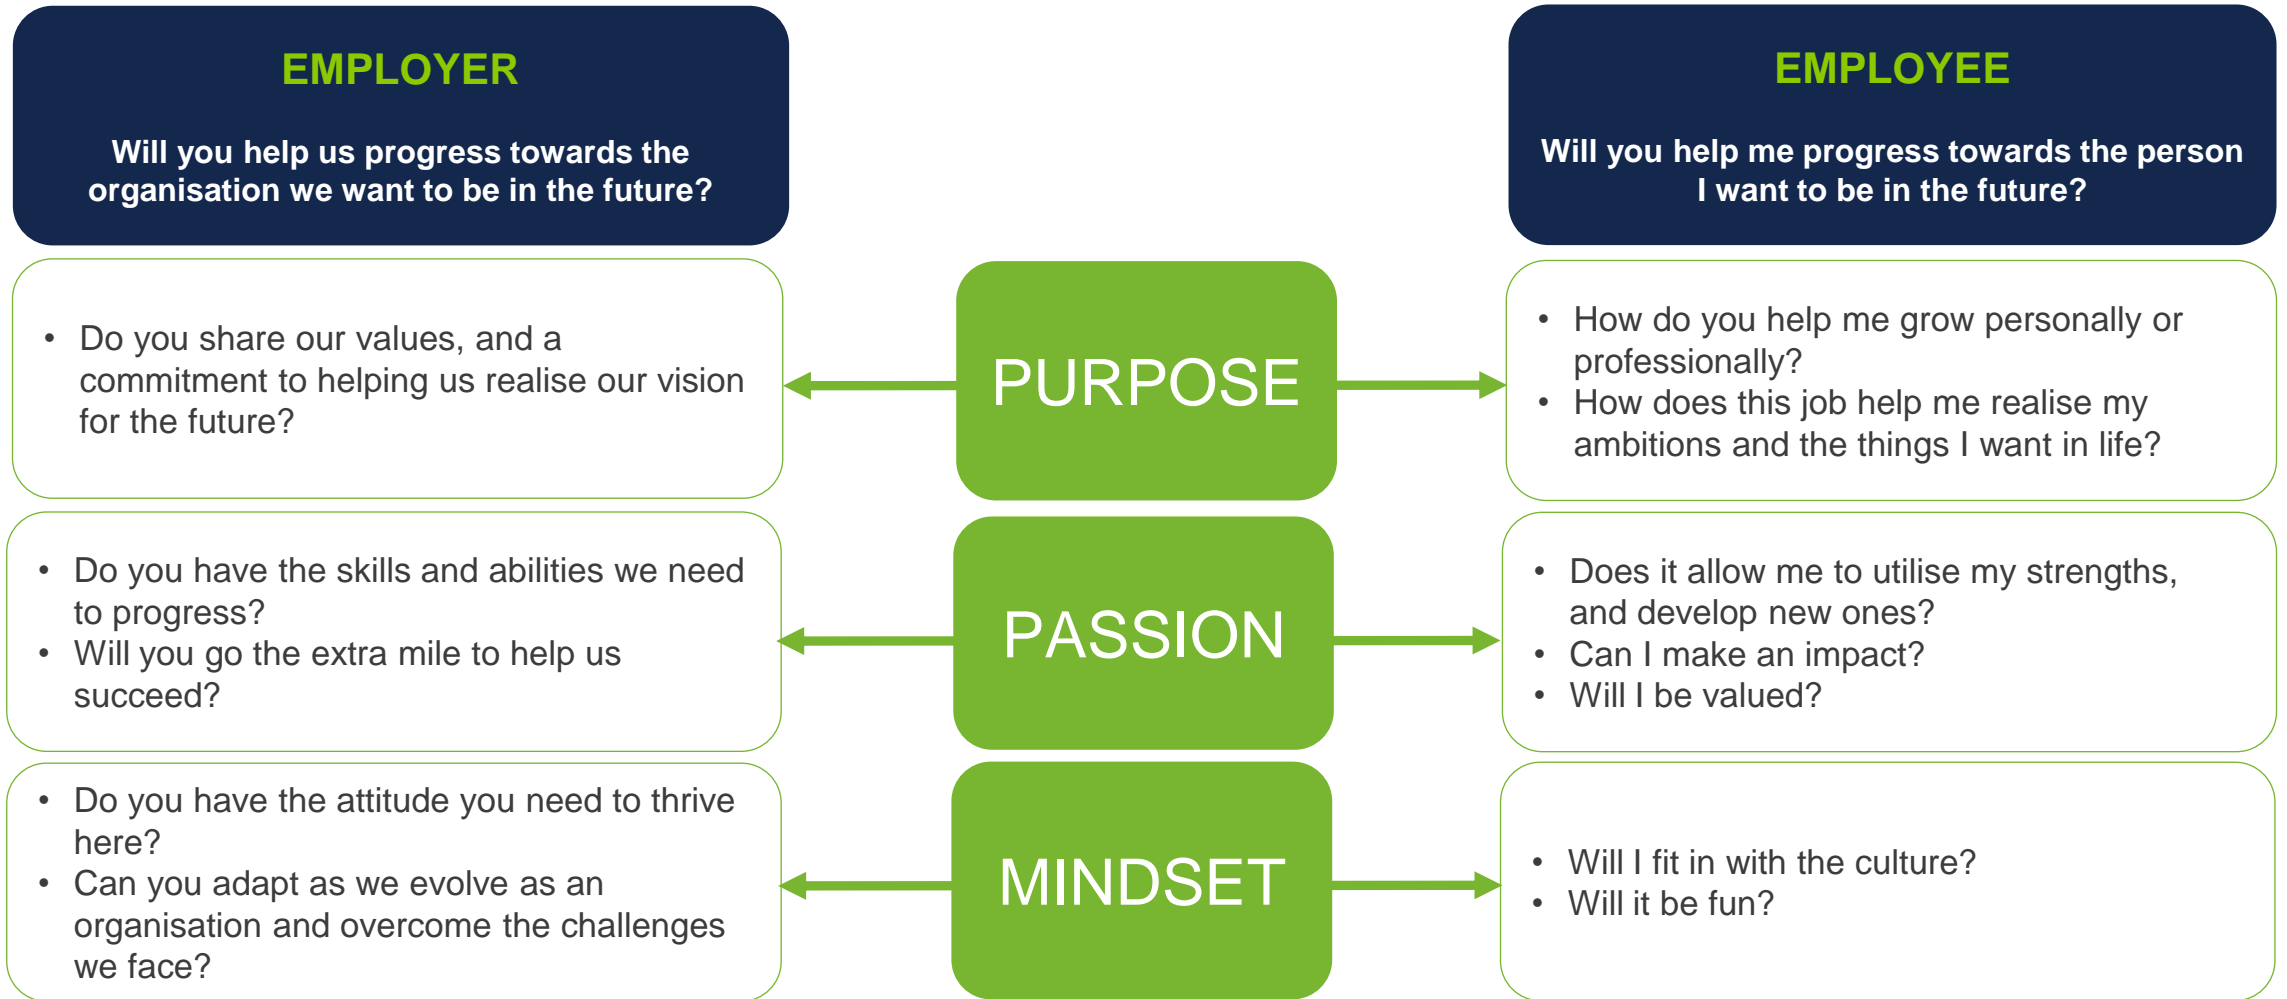 EMPLOYER
Will you help us progress towards the
organisation we want to be in the future?
EMPLOYEE
Will you help me progress towards the person
I want to be in the future?
• Do you share our values, and a
commitment to helping us realise our vision
for the future?
PURPOSE
• How do you help me grow personally or
professionally?
• How does this job help me realise my
ambitions and the things I want in life?
• Do you have the skills and abilities we need
to progress?
• Will you go the extra mile to help us
succeed?
PASSION
• Does it allow me to utilise my strengths,
and develop new ones?
• Can I make an impact?
• Will I be valued?
• Do you have the attitude you need to thrive
here?
• Can you adapt as we evolve as an
organisation and overcome the challenges
we face?
MINDSET
• Will I fit in with the culture?
• Will it be fun?